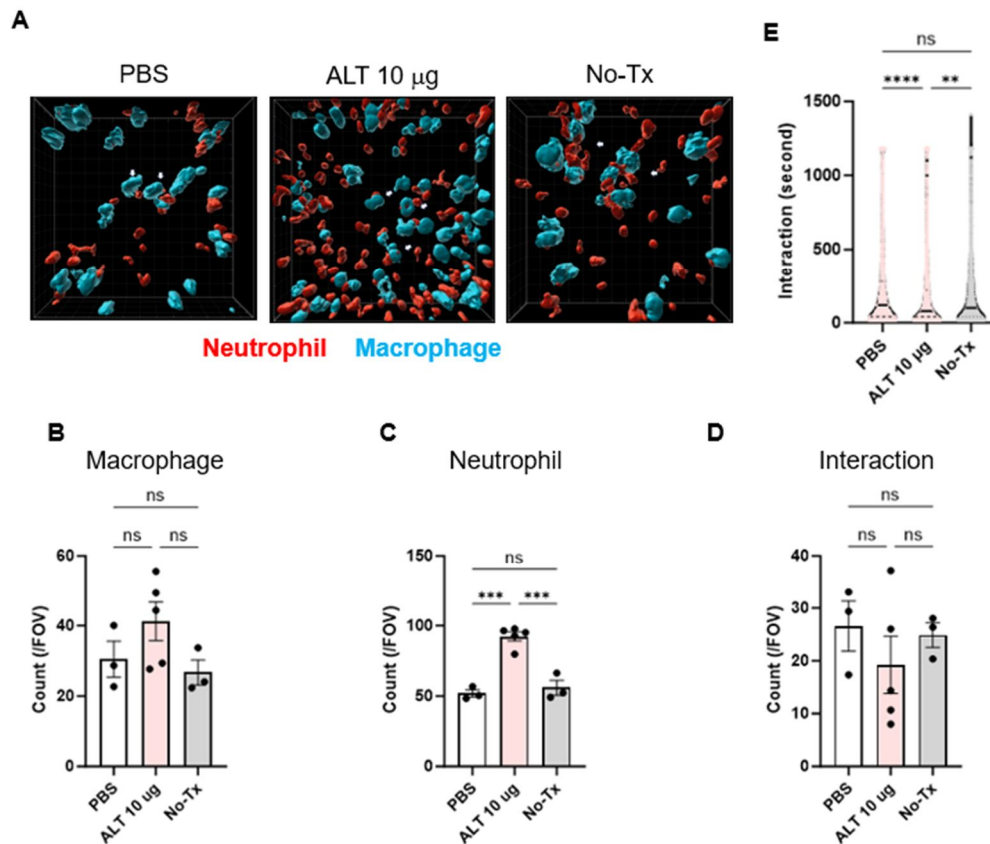 A
PBS
ALT 10 µg
No-Tx
Neutrophil Macrophage
E
ns
**** **
Interaction (second)
1500
1000
500
0
PBS
ALT 10 µg
No-Tx
B
Macrophage
ns
ns ns
Count (/FOV)
60
40
20
0
PBS
ALT 10 ug
No-Tx
C
Neutrophil
ns
*** ***
Count (/FOV)
150
100
50
0
PBS
ALT 10 ug
No-Tx
D
Interaction
ns
ns ns
Count (/FOV)
40
30
20
10
0
PBS
ALT 10 ug
No-Tx